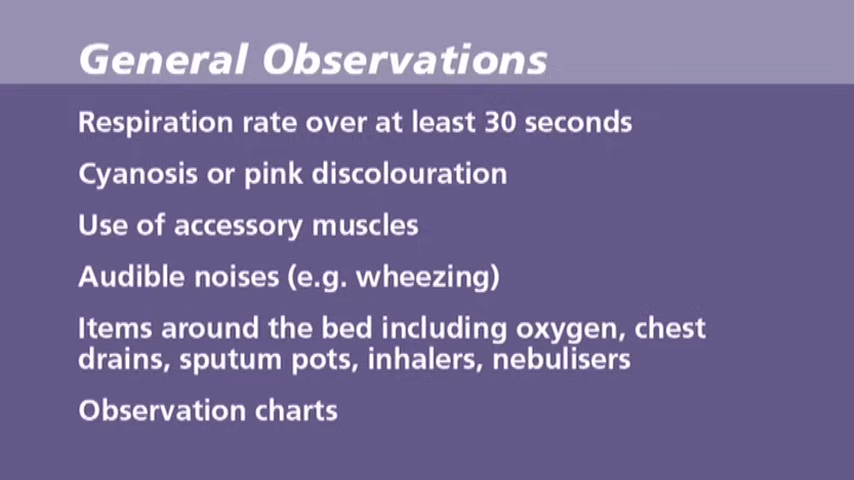 General Observations
Respiration rate over at least 30 seconds
Cyanosis or pink discolouration
Use of accessory muscles
Audible noises (e.g. wheezing)
Items around the bed including oxygen, chest
drains, sputum pots, inhalers, nebulisers
Observation charts